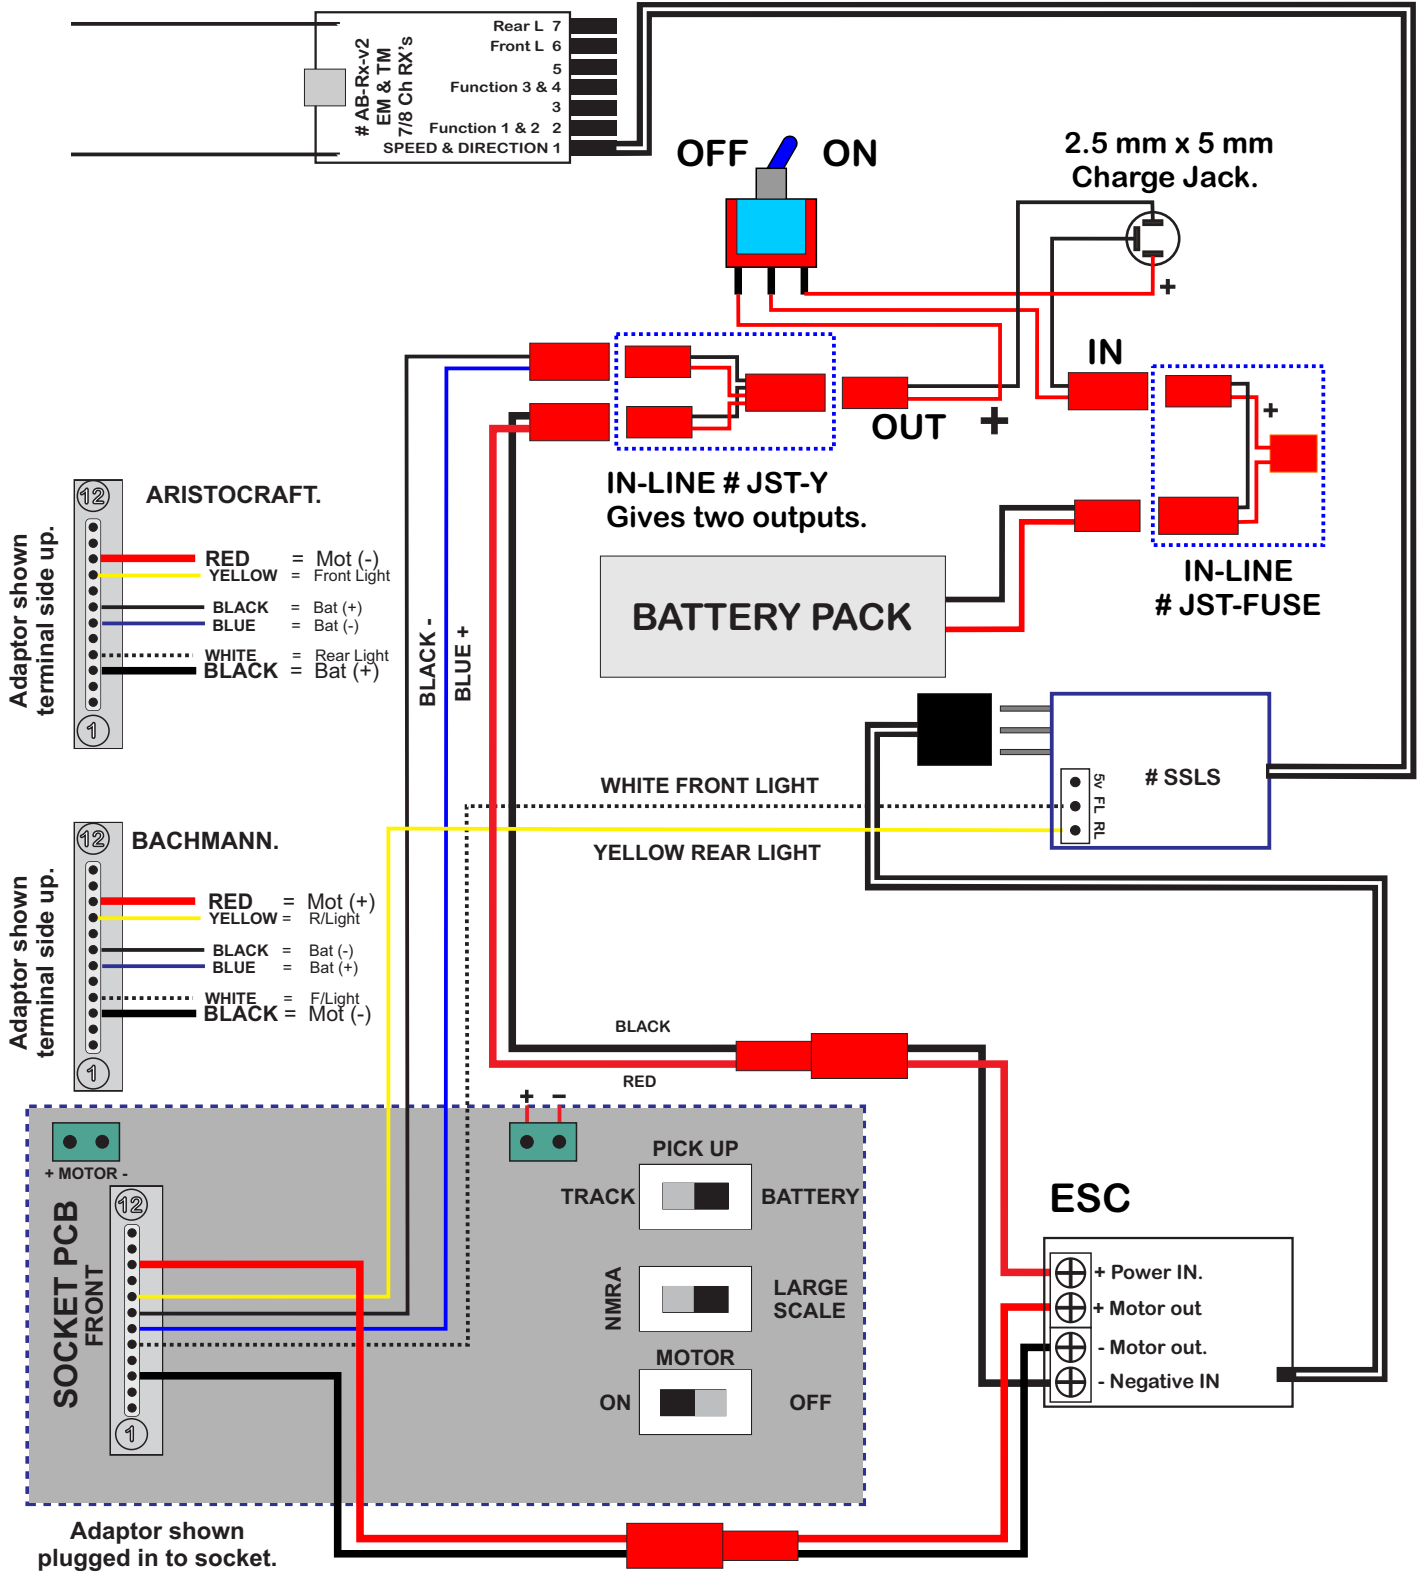 # AB-Rx-v2
EM & TM
7/8 Ch RX's
Rear L 7
Front L 6
5
Function 3 & 4
3
Function 1 & 2 2
SPEED & DIRECTION 1
OFF ON
2.5 mm x 5 mm
Charge Jack.
+
IN
OUT +
+
IN-LINE # JST-Y
Gives two outputs.
IN-LINE
# JST-FUSE
BATTERY PACK
Adaptor shown
terminal side up.
12
ARISTOCRAFT.
RED = Mot (-)
YELLOW = Front Light
BLACK = Bat (+)
BLUE = Bat (-)
WHITE = Rear Light
BLACK = Bat (+)
1
BLACK -
BLUE +
# SSLS
5v FL RL
WHITE FRONT LIGHT
YELLOW REAR LIGHT
Adaptor shown
terminal side up.
12
BACHMANN.
RED = Mot (+)
YELLOW = R/Light
BLACK = Bat (-)
BLUE = Bat (+)
WHITE = F/Light
BLACK = Mot (-)
1
BLACK
RED
+ -
+ MOTOR -
SOCKET PCB
FRONT
12
1
PICK UP
TRACK BATTERY
NMRA
LARGE
SCALE
MOTOR
ON OFF
ESC
+ Power IN.
+ Motor out
- Motor out.
- Negative IN
Adaptor shown
plugged in to socket.